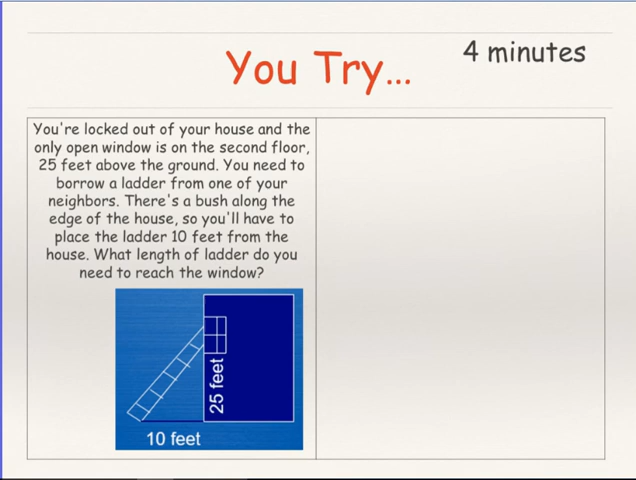 You Try...
4 minutes
You're locked out of your house and the
only open window is on the second floor,
25 feet above the ground. You need to
borrow a ladder from one of your
neighbors. There's a bush along the
edge of the house, so you'll have to
place the ladder 10 feet from the
house. What length of ladder do you
need to reach the window?
25 feet
10 feet